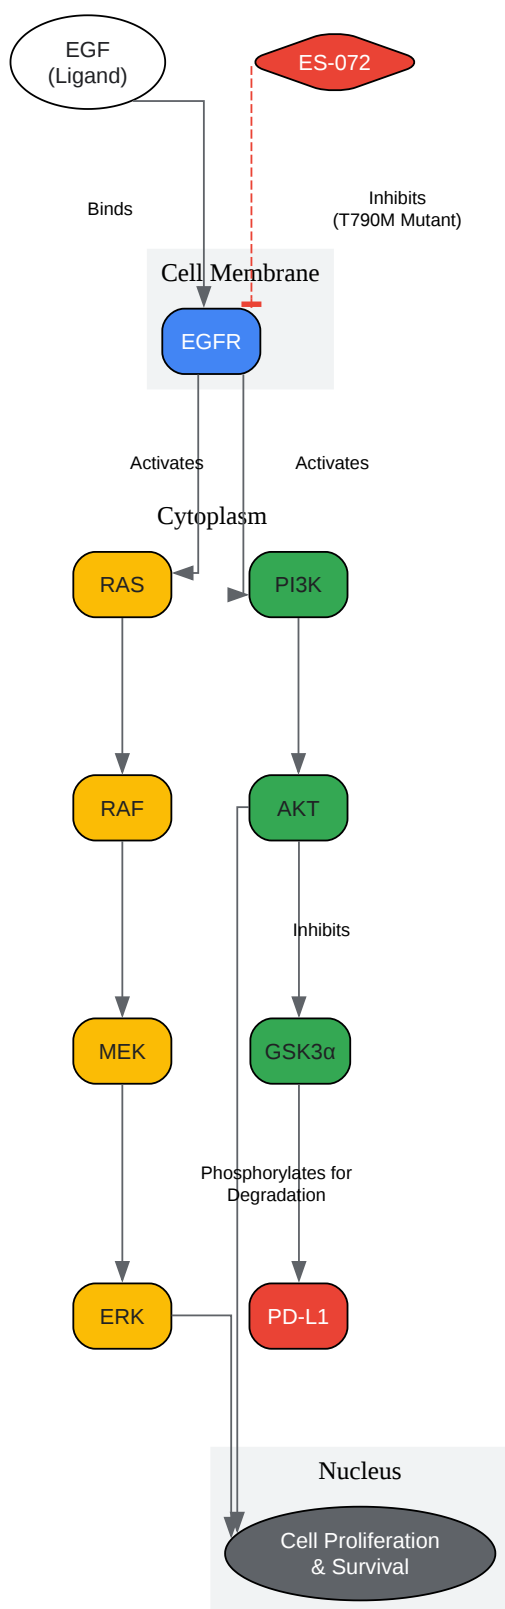 EGF
(Ligand)
ES-072
Binds
Inhibits
(T790M Mutant)
Cell Membrane
EGFR
Activates
Activates
Cytoplasm
RAS
PI3K
RAF
AKT
Inhibits
MEK
GSK3α
Phosphorylates for
Degradation
ERK
PD-L1
Nucleus
Cell Proliferation
& Survival